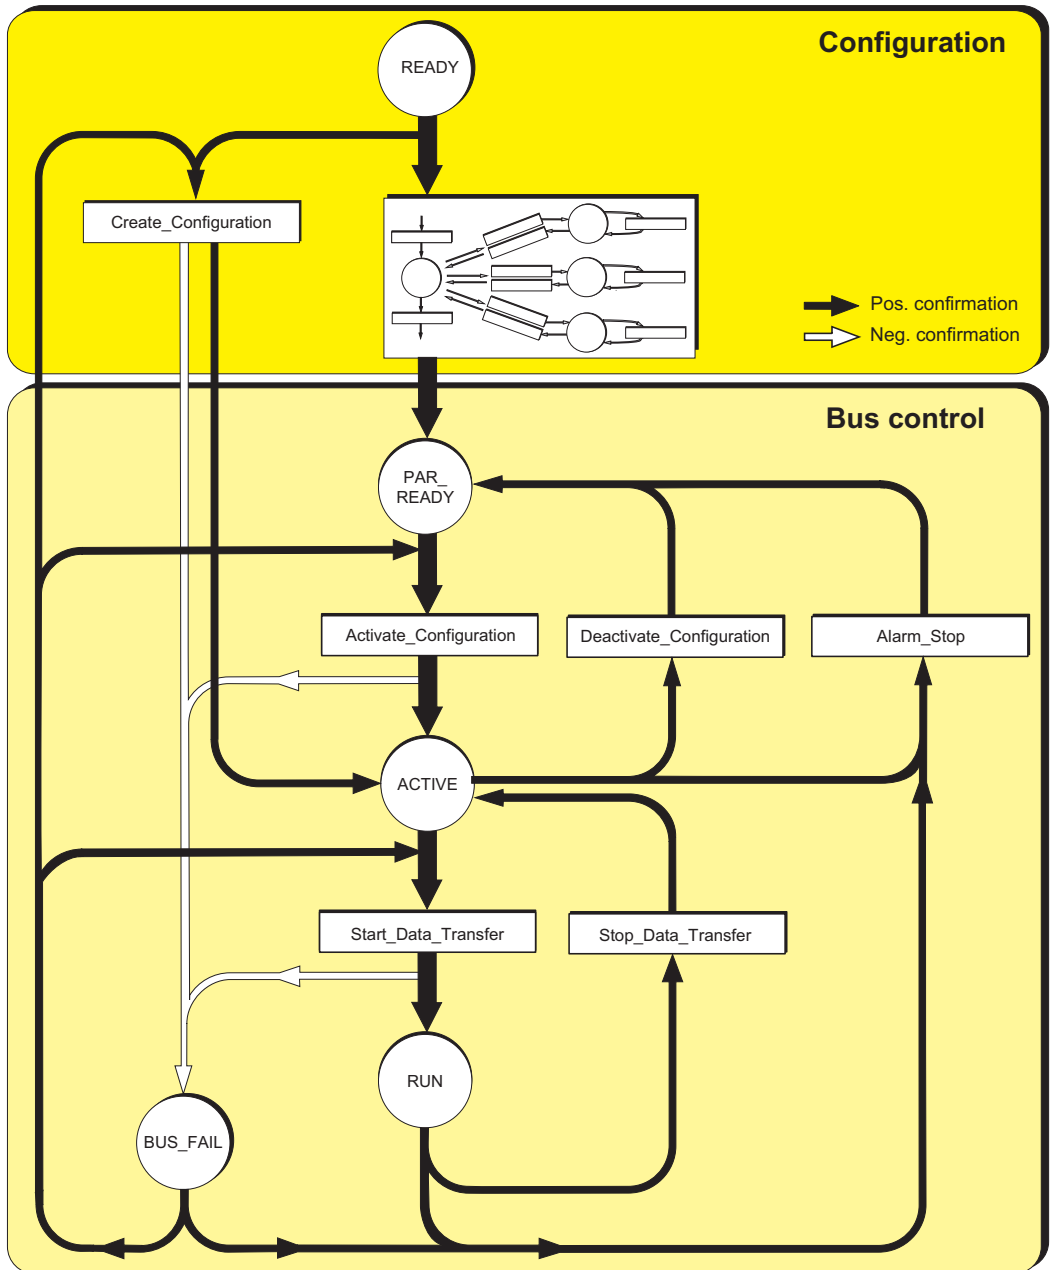 Configuration
READY
Create_Configuration
Pos. confirmation
Neg. confirmation
Bus control
PAR_
READY
Activate_Configuration
Deactivate_Configuration
Alarm_Stop
ACTIVE
Start_Data_Transfer
Stop_Data_Transfer
RUN
BUS_FAIL